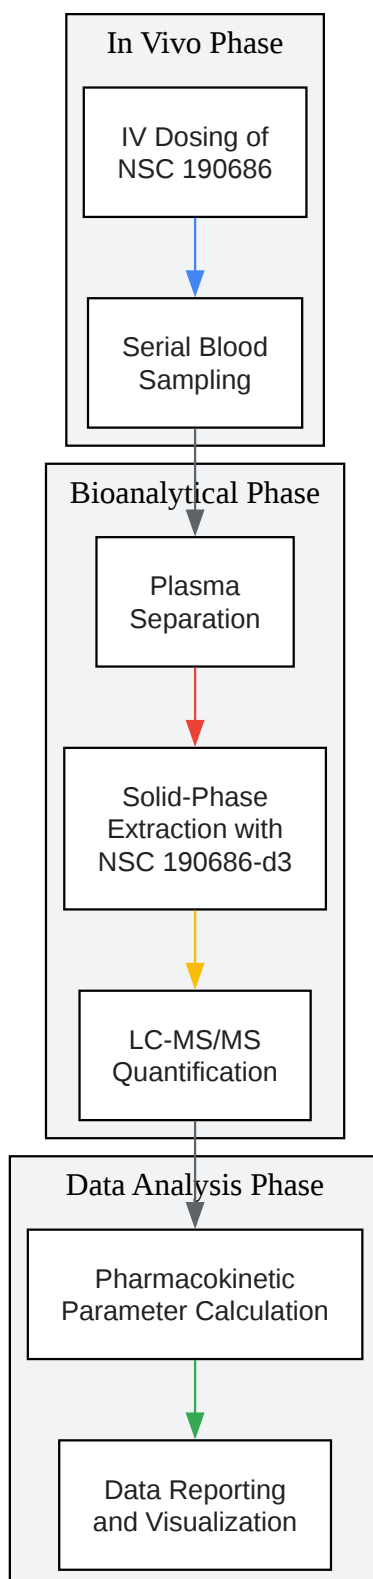 In Vivo Phase
IV Dosing of
NSC 190686
Serial Blood
Sampling
Bioanalytical Phase
Plasma
Separation
Solid-Phase
Extraction with
NSC 190686-d3
LC-MS/MS
Quantification
Data Analysis Phase
Pharmacokinetic
Parameter Calculation
Data Reporting
and Visualization